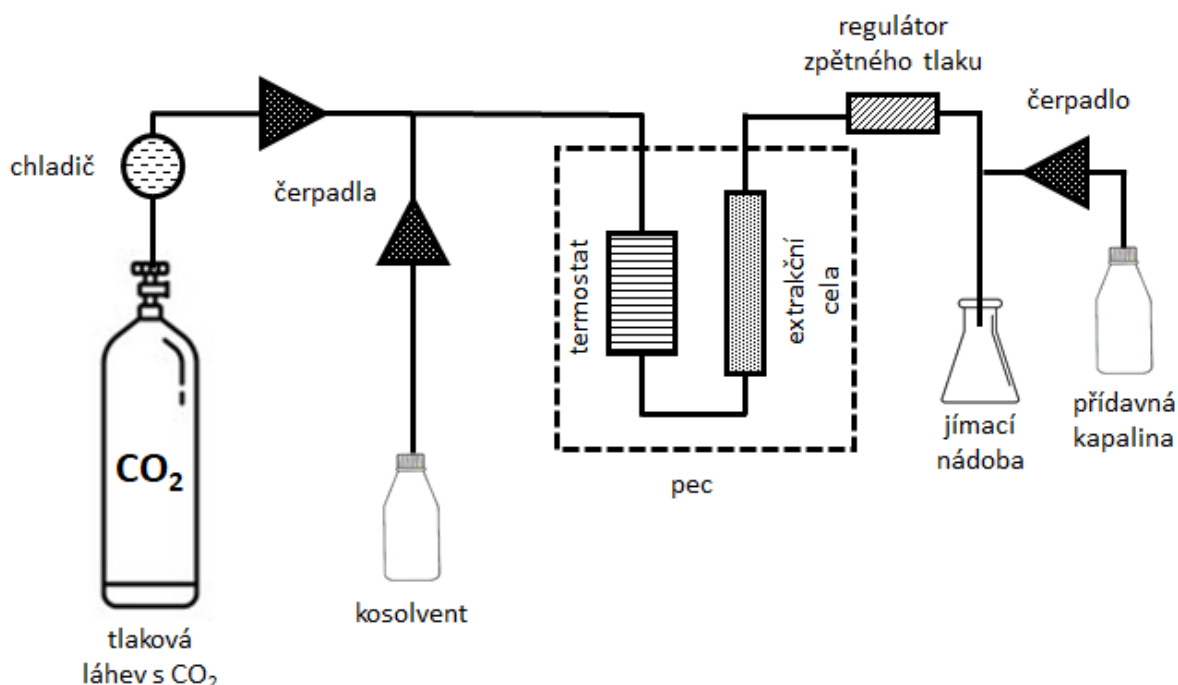 regulátor
zpětného tlaku
čerpadlo
chladič
čerpadla
termostat
extrakční
cela
CO₂
přídavná
kapalina
jímací
nádoba
pec
kosolvent
tlaková
láhev s CO₂